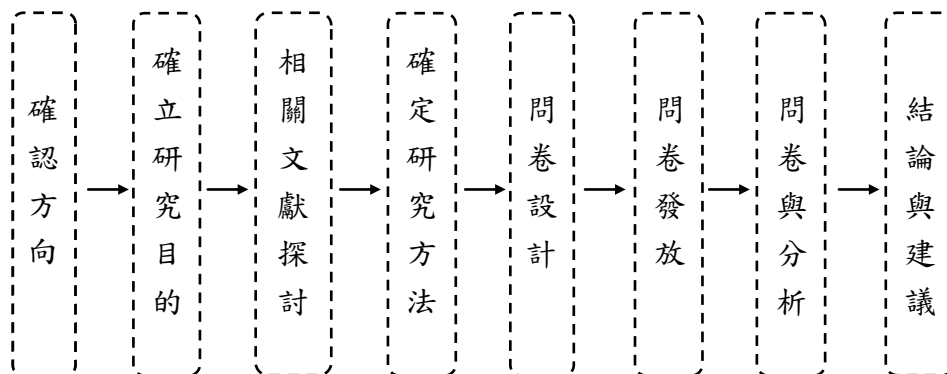 確認方向
確立研究目的
相關文獻探討
確定研究方法
問卷設計
問卷發放
問卷與分析
結論與建議